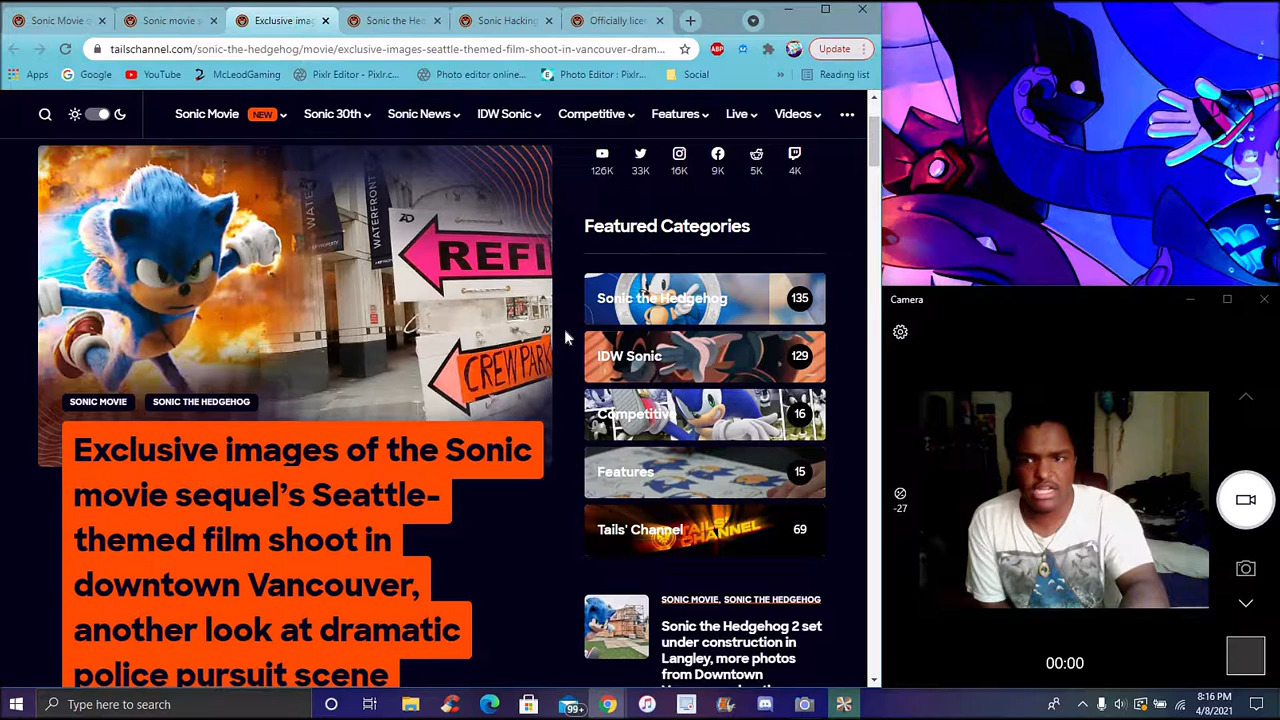 Sonic Movie
Sonic movie s
Exclusive ima
Sonic the He
Sonic Hacking
Officially lice
tailschannel.com/sonic-the-hedgehog/movie/exclusive-images-seattle-themed-film-shoot-in-vancouver-dram...
ABP
Update
Apps
Google
YouTube
McLeodGaming
Pixlr Editor - Pixlr.c...
Photo editor online...
Photo Editor : Pixlr...
Social
»
Reading list
Sonic Movie NEW
Sonic 30th
Sonic News
IDW Sonic
Competitive
Features
Live
Videos
126K
33K
16K
9K
5K
4K
WATERFRONT
REFI
CREW PARK
SONIC MOVIE
SONIC THE HEDGEHOG
Exclusive images of the Sonic
movie sequel's Seattle-
themed film shoot in
downtown Vancouver,
another look at dramatic
police pursuit scene
Featured Categories
Sonic the Hedgehog 135
IDW Sonic 129
Competitive 16
Features 15
Tails' Channel 69
TAILS' CHANNEL
SONIC MOVIE, SONIC THE HEDGEHOG
Sonic the Hedgehog 2 set
under construction in
Langley, more photos
from Downtown
Camera
-27
00:00
Type here to search
99+
8:16 PM
4/8/2021